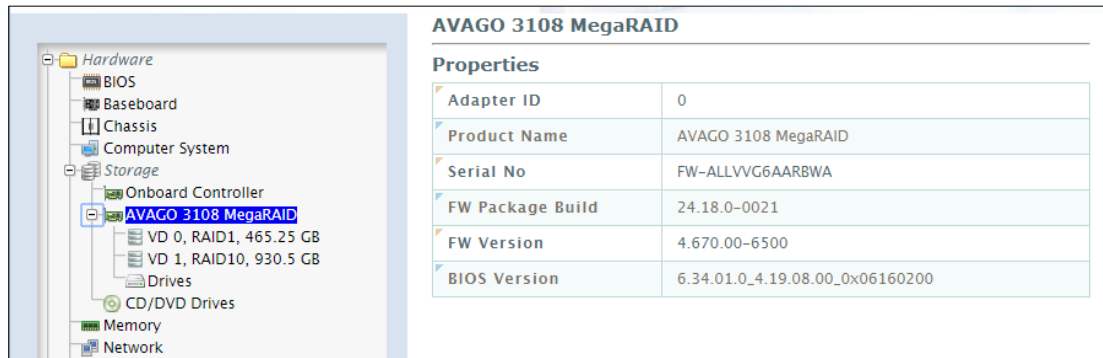 Hardware
BIOS
Baseboard
Chassis
Computer System
Storage
Onboard Controller
AVAGO 3108 MegaRAID
VD 0, RAID1, 465.25 GB
VD 1, RAID10, 930.5 GB
Drives
CD/DVD Drives
Memory
Network
AVAGO 3108 MegaRAID
Properties
Adapter ID 0
Product Name AVAGO 3108 MegaRAID
Serial No FW-ALLVVG6AARBWA
FW Package Build 24.18.0-0021
FW Version 4.670.00-6500
BIOS Version 6.34.01.0_4.19.08.00_0x06160200